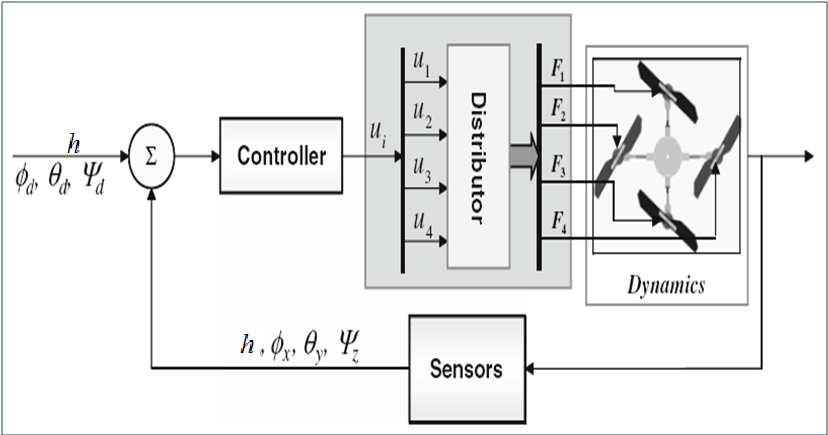 h
ϕd, θd, Ψd
Σ
Controller
ui
u1
u2
u3
u4
Distributor
F1
F2
F3
F4
Dynamics
h, ϕx, θy, Ψz
Sensors